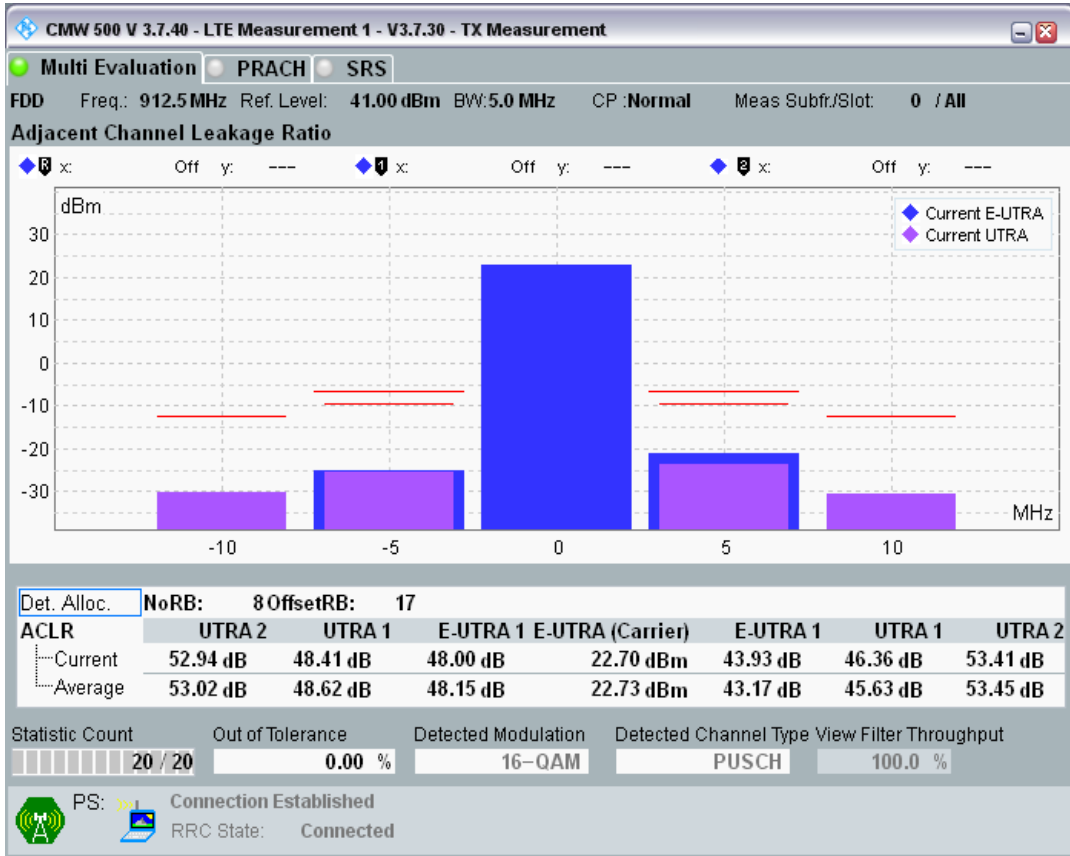 CMW 500 V 3.7.40 - LTE Measurement 1 - V3.7.30 - TX Measurement
Multi Evaluation PRACH SRS
FDD Freq.: 912.5 MHz Ref. Level: 41.00 dBm BW: 5.0 MHz CP :Normal Meas Subfr./Slot: 0 / All
Adjacent Channel Leakage Ratio
R x: Off y: --- 1 x: Off y: --- 2 x: Off y: ---
dBm
Current E-UTRA
Current UTRA
30
20
10
0
-10
-20
-30
MHz
-10 -5 0 5 10
Det. Alloc. NoRB: 8 OffsetRB: 17
ACLR UTRA 2 UTRA 1 E-UTRA 1 E-UTRA (Carrier) E-UTRA 1 UTRA 1 UTRA 2
Current 52.94 dB 48.41 dB 48.00 dB 22.70 dBm 43.93 dB 46.36 dB 53.41 dB
Average 53.02 dB 48.62 dB 48.15 dB 22.73 dBm 43.17 dB 45.63 dB 53.45 dB
Statistic Count Out of Tolerance Detected Modulation Detected Channel Type View Filter Throughput
20 / 20 0.00 % 16-QAM PUSCH 100.0 %
PS: Connection Established
RRC State: Connected